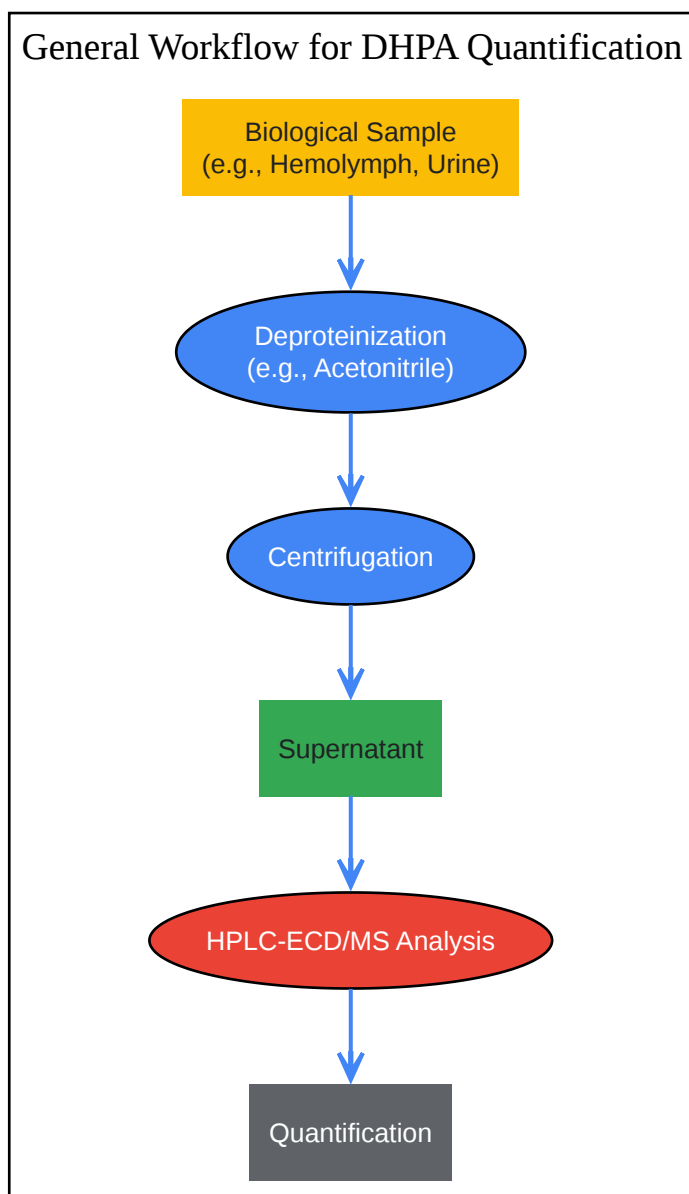 General Workflow for DHPA Quantification
Biological Sample
(e.g., Hemolymph, Urine)
Deproteinization
(e.g., Acetonitrile)
Centrifugation
Supernatant
HPLC-ECD/MS Analysis
Quantification